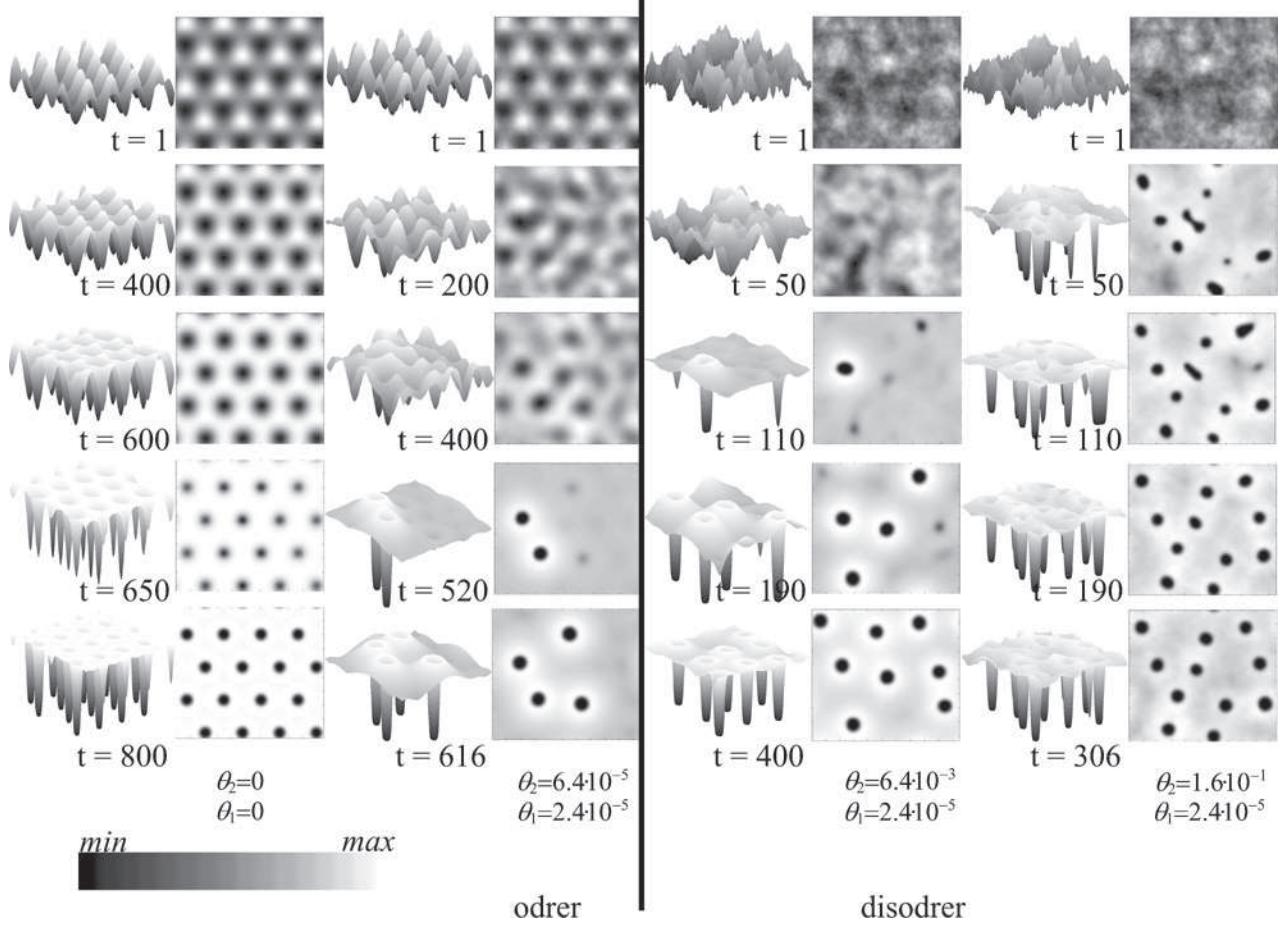 t = 1 t = 1 t = 1 t = 1
t = 400 t = 200 t = 50 t = 50
t = 600 t = 400 t = 110 t = 110
t = 650 t = 520 t = 190 t = 190
t = 800 t = 616 t = 400 t = 306
θ₂=0 θ₂=6.4·10⁻⁵ θ₂=6.4·10⁻³ θ₂=1.6·10⁻¹
θ₁=0 θ₁=2.4·10⁻⁵ θ₁=2.4·10⁻⁵ θ₁=2.4·10⁻⁵
min max
odrer disodrer